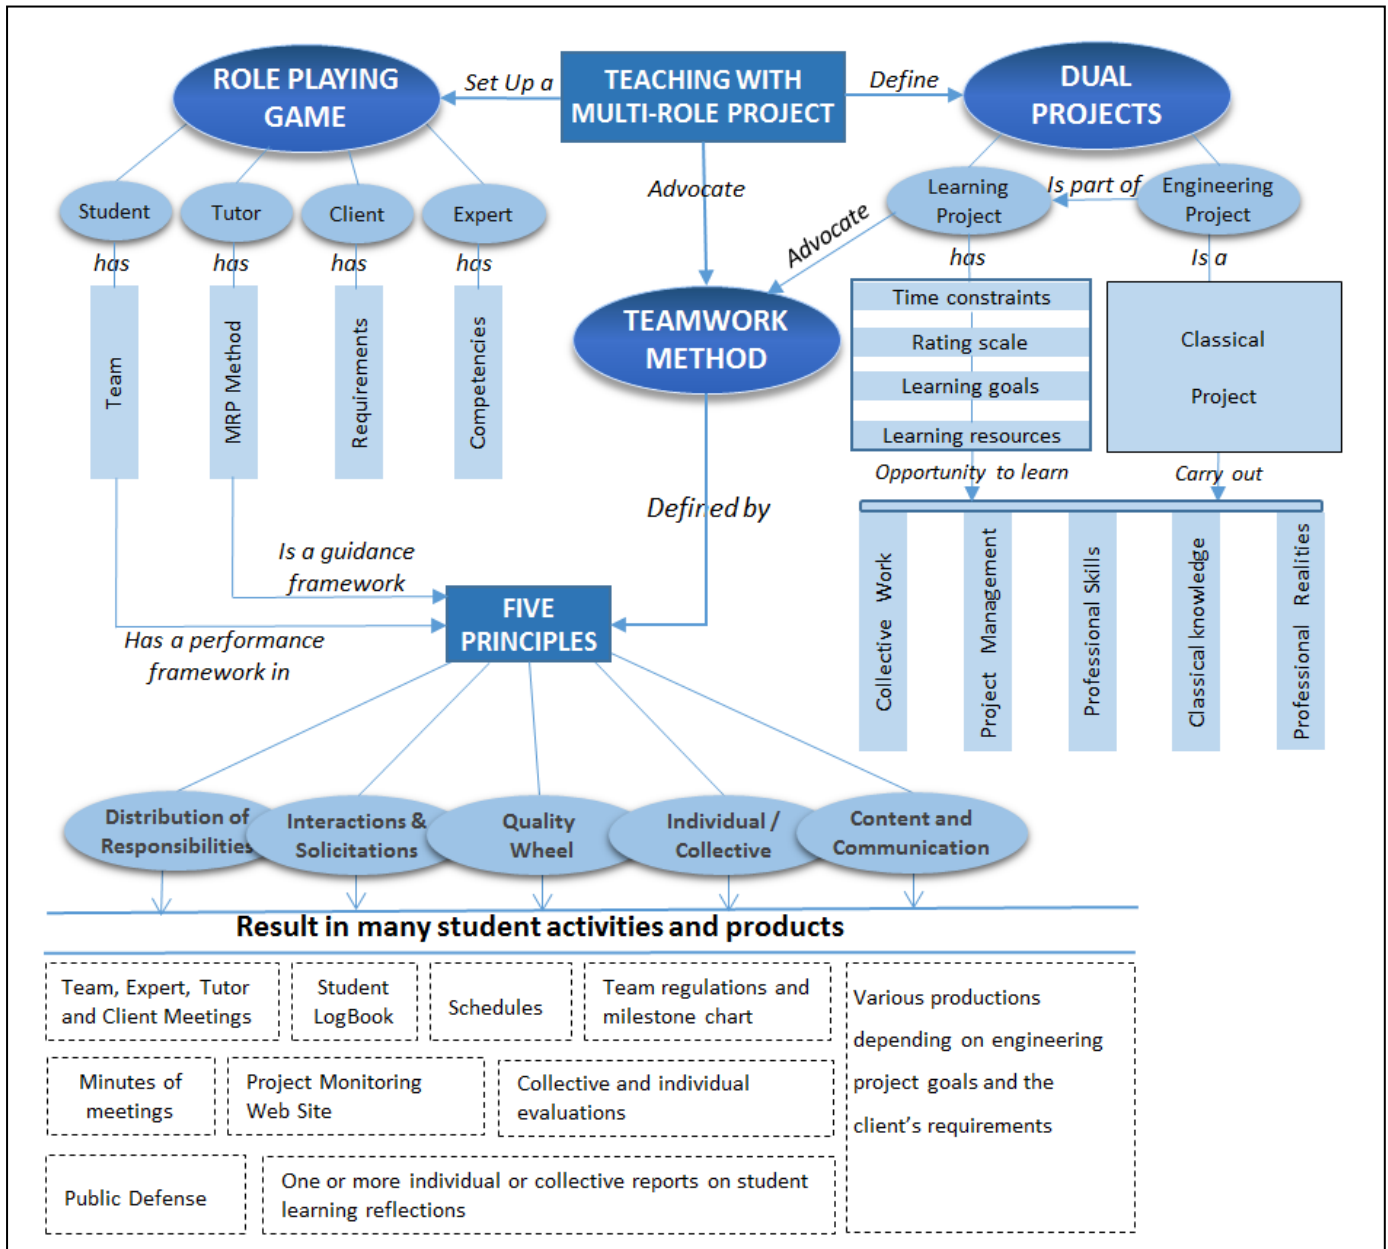 ROLE PLAYING
GAME
Set Up a
TEACHING WITH
MULTI-ROLE PROJECT
Define
DUAL
PROJECTS
Advocate
Student
Tutor
Client
Expert
Learning
Project
Is part of
Engineering
Project
Advocate
has
has
has
has
has
Is a
Team
MRP Method
Requirements
Competencies
TEAMWORK
METHOD
Time constraints
Rating scale
Learning goals
Learning resources
Classical
Project
Opportunity to learn
Carry out
Defined by
Collective Work
Project Management
Professional Skills
Classical knowledge
Professional Realities
Is a guidance
framework
FIVE
PRINCIPLES
Has a performance
framework in
Distribution of
Responsibilities
Interactions &
Solicitations
Quality
Wheel
Individual /
Collective
Content and
Communication
Result in many student activities and products
Team, Expert, Tutor
and Client Meetings
Student
LogBook
Schedules
Team regulations and
milestone chart
Various productions
depending on engineering
project goals and the
client's requirements
Minutes of
meetings
Project Monitoring
Web Site
Collective and individual
evaluations
Public Defense
One or more individual or collective reports on student
learning reflections